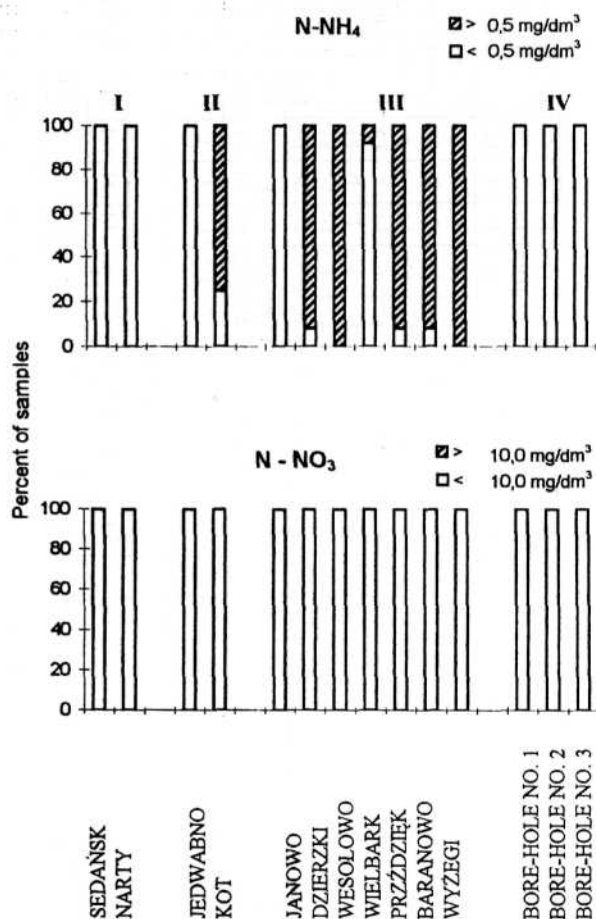 N-NH₄
> 0,5 mg/dm³
< 0,5 mg/dm³
I II III IV
100
80
60
40
20
0
Percent of samples
N - NO₃
> 10,0 mg/dm³
< 10,0 mg/dm³
100
80
60
40
20
0
SEDAŃSK
NARTY
JEDWABNO
KOT
JANOWO
DZIERZKI
WESOLOWO
WIELBARK
PRŹŹDZIĘK
BARANOWO
WYŻEGI
BORE-HOLE NO. 1
BORE-HOLE NO. 2
BORE-HOLE NO. 3